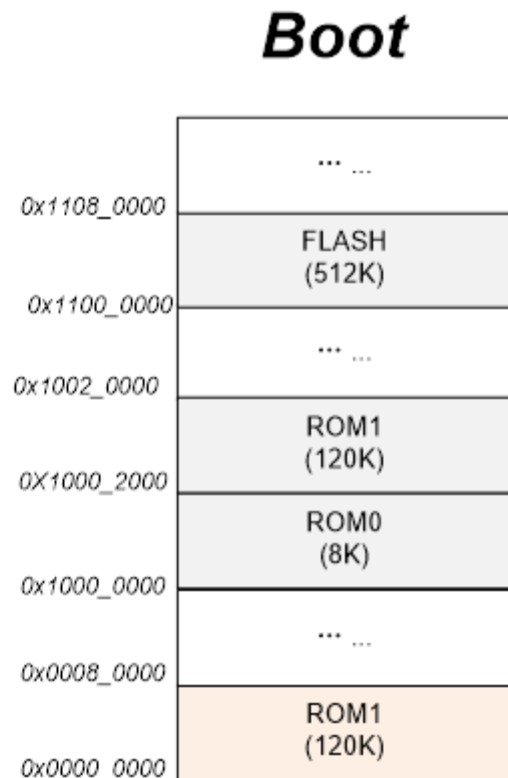 Boot
... ...
0x1108_0000
FLASH
(512K)
0x1100_0000
... ...
0x1002_0000
ROM1
(120K)
0X1000_2000
ROM0
(8K)
0x1000_0000
... ...
0x0008_0000
ROM1
(120K)
0x0000_0000